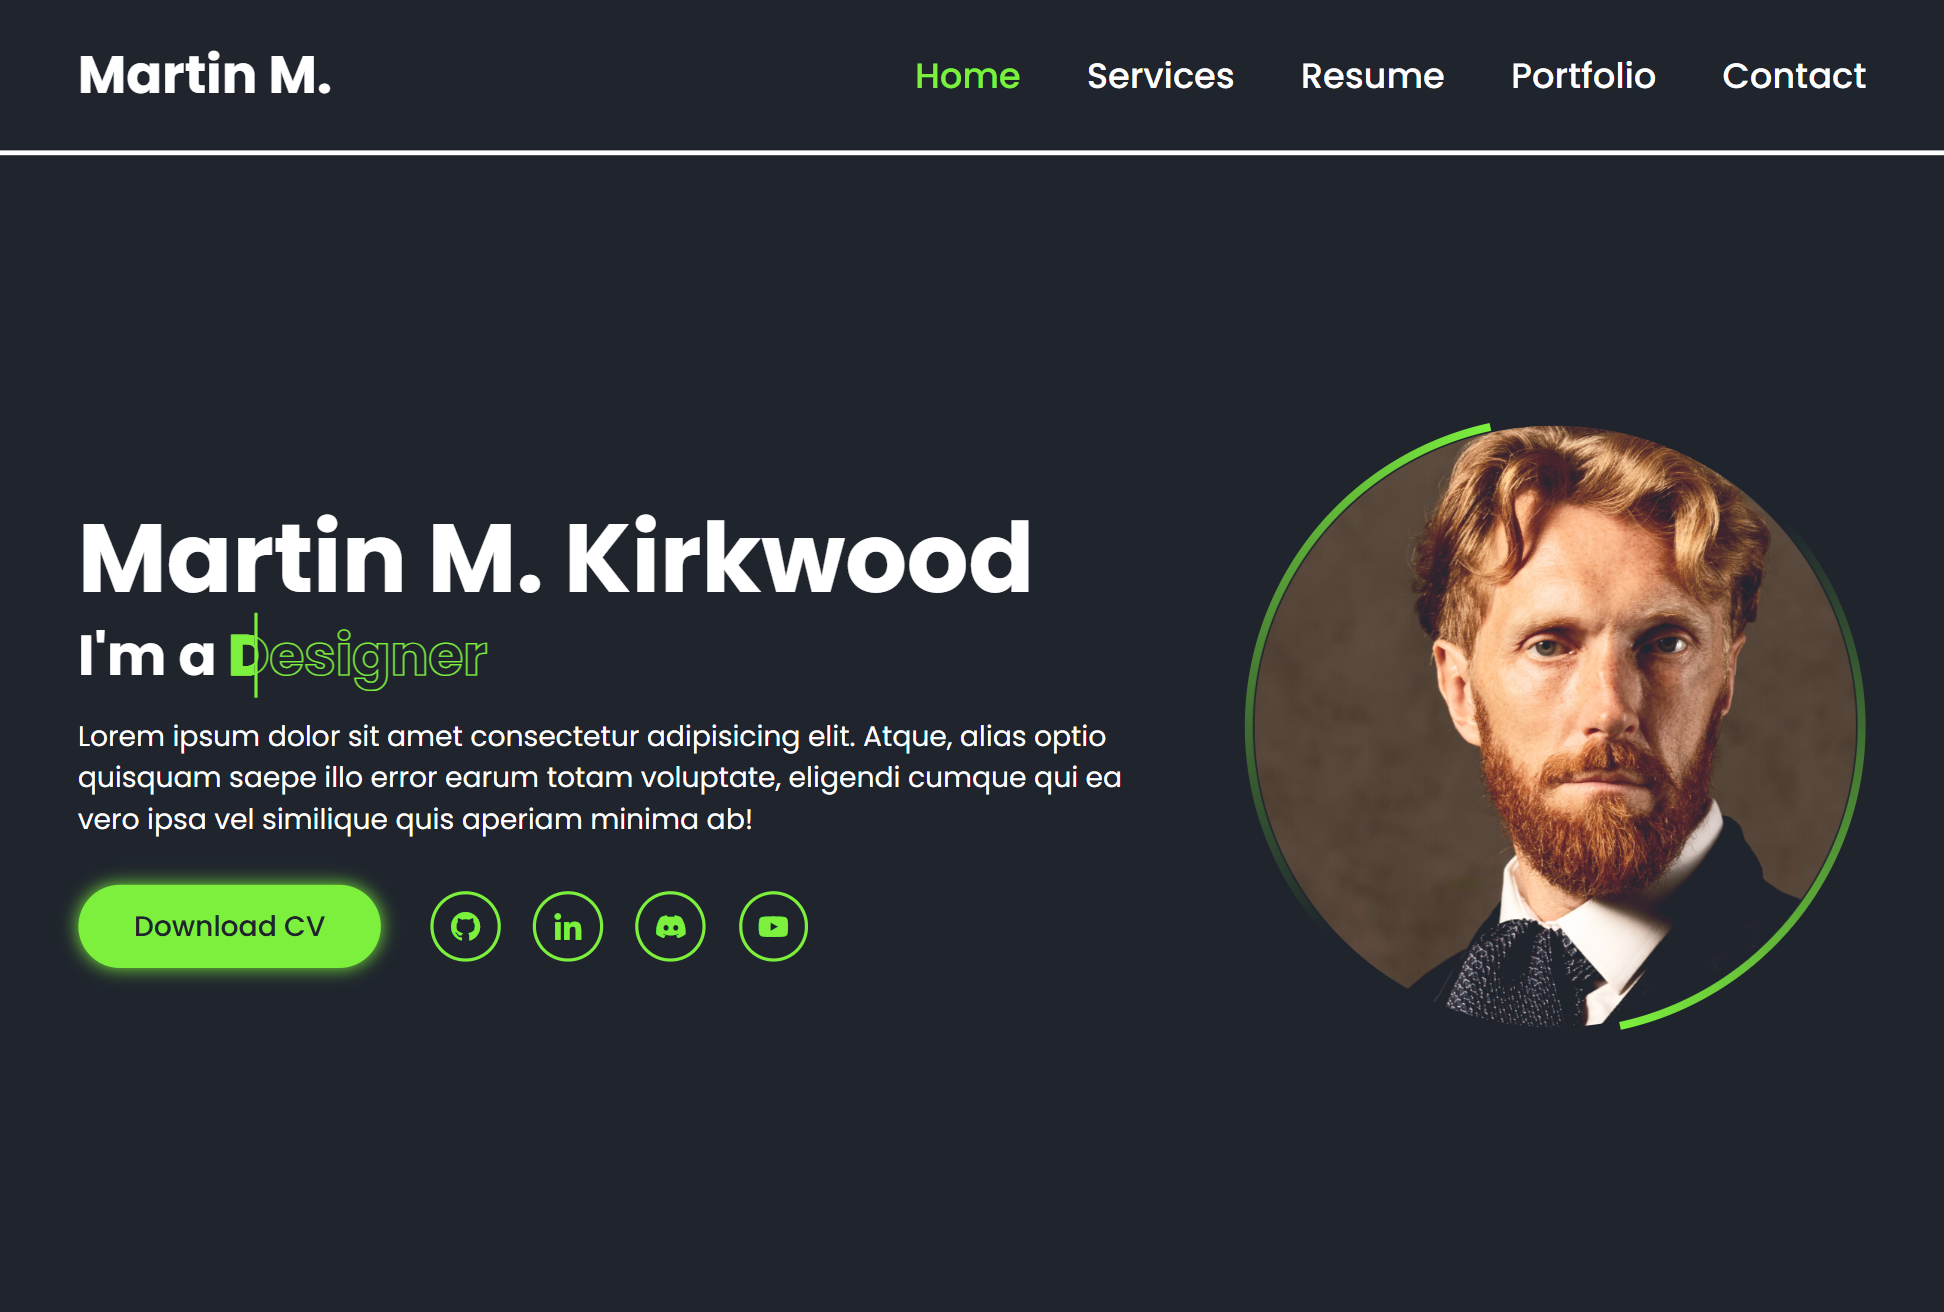 Martin M.
Home Services Resume Portfolio Contact
Martin M. Kirkwood
I'm a Designer
Lorem ipsum dolor sit amet consectetur adipisicing elit. Atque, alias optio
quisquam saepe illo error earum totam voluptate, eligendi cumque qui ea
vero ipsa vel similique quis aperiam minima ab!
Download CV
in